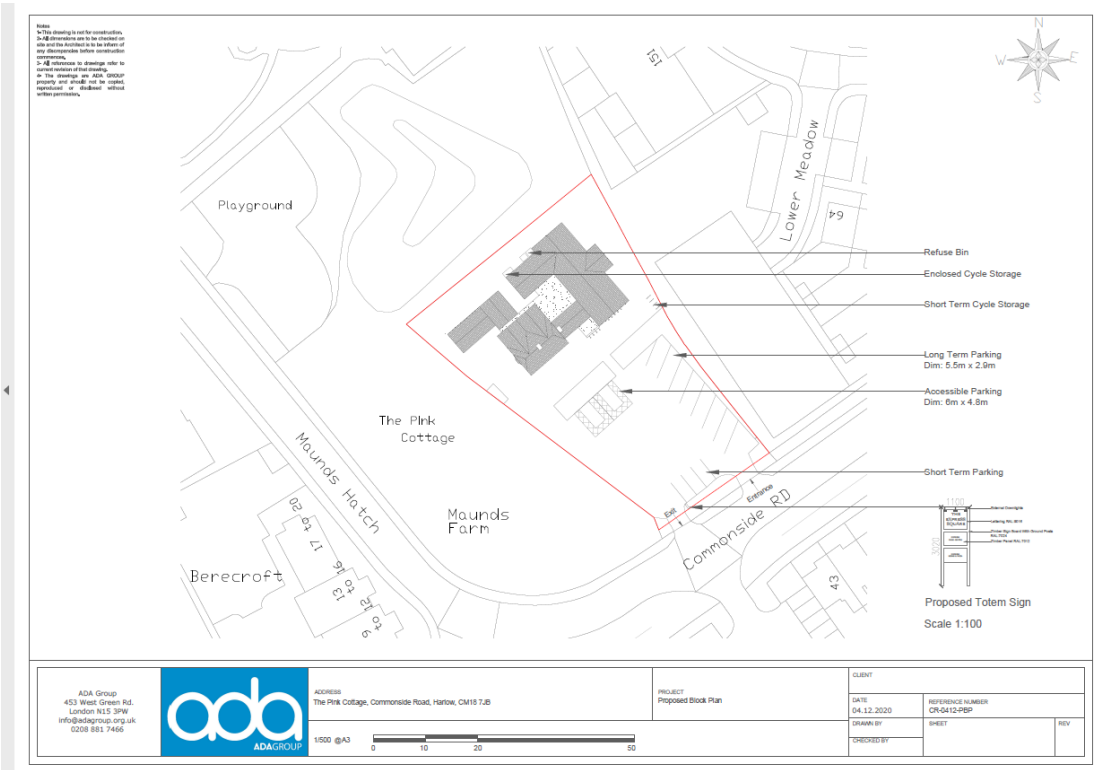 Notes
1- This drawing is not for construction.
2- All dimensions are to be checked on
site and the Architect is to be inform of
any discrepancies before construction
commences.
3- All references to drawings refer to
current revision of that drawing.
4- The drawings are ADA GROUP
property and should not be copied,
reproduced or disclosed without
written permission.
N
W
E
S
151
Lower Meadow
64
Playground
Refuse Bin
Enclosed Cycle Storage
Short Term Cycle Storage
Long Term Parking
Dim: 5.5m x 2.9m
Accessible Parking
Dim: 6m x 4.8m
The Pink
Cottage
Maunds Hatch
Short Term Parking
Maunds
Farm
Exit
Entrance
Commonside RD
17 to 20
13 to 16
9 to 12
Berecroft
43
1100
Proposed Totem Sign
Scale 1:100
ADA Group
453 West Green Rd.
London N15 3PW
info@adagroup.org.uk
0208 881 7466
ada
ADAGROUP
ADDRESS
The Pink Cottage, Commonside Road, Harlow, CM18 7JB
1/500 @A3
0 10 20 50
PROJECT
Proposed Block Plan
CLIENT
DATE
04.12.2020
REFERENCE NUMBER
CR-0412-PBP
DRAWN BY
SHEET
REV
CHECKED BY